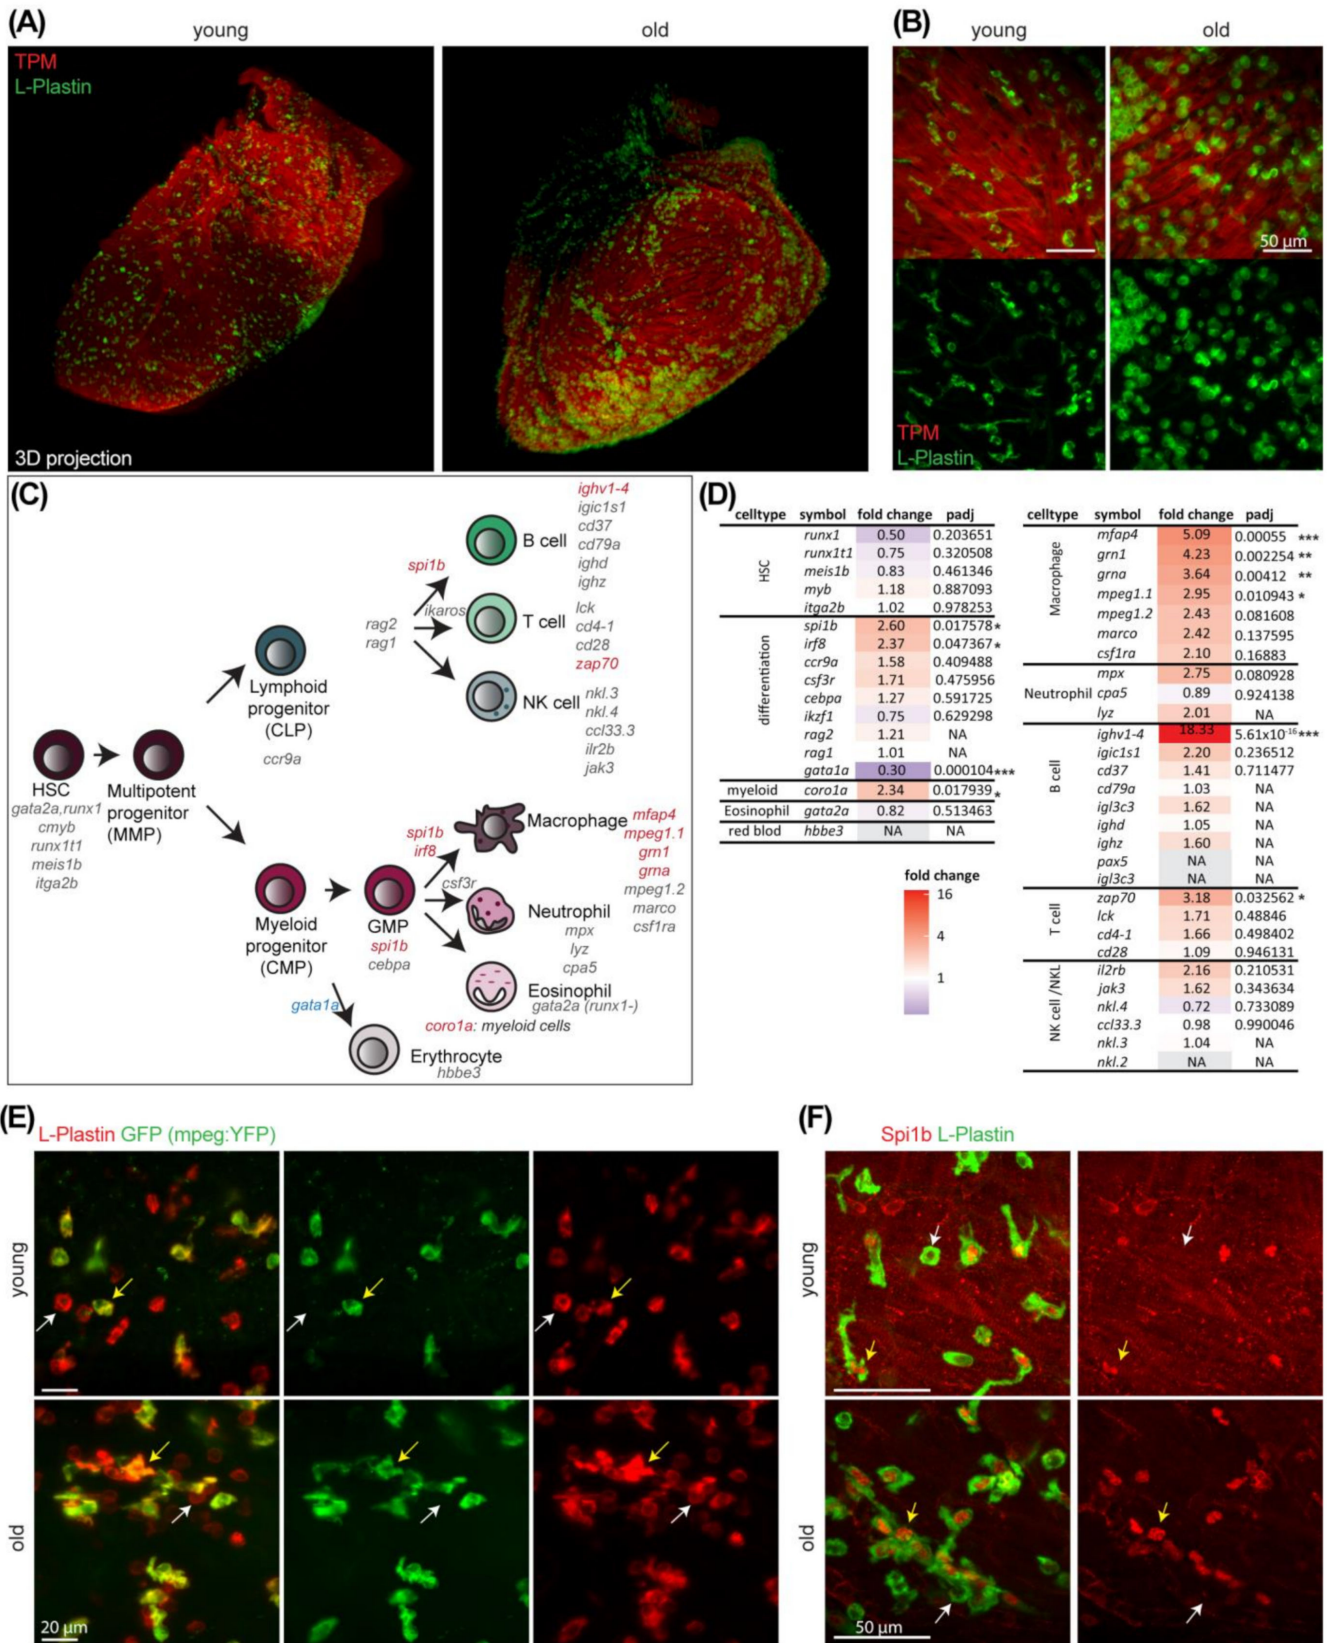 (A)
young
old
TPM
L-Plastin
3D projection
(B)
young
old
50 µm
TPM
L-Plastin
(C)
HSC
gata2a,runx1
cmyb
runx1t1
meis1b
itga2b
Multipotent
progenitor
(MMP)
Lymphoid
progenitor
(CLP)
ccr9a
rag2
rag1
spi1b
ikaros
B cell
ighv1-4
igic1s1
cd37
cd79a
ighd
ighz
T cell
lck
cd4-1
cd28
zap70
NK cell
nkl.3
nkl.4
ccl33.3
ilr2b
jak3
Myeloid
progenitor
(CMP)
GMP
spi1b
cebpa
spi1b
irf8
csf3r
Macrophage
mfap4
mpeg1.1
grn1
grna
mpeg1.2
marco
csf1ra
Neutrophil
mpx
lyz
cpa5
Eosinophil
gata2a (runx1-)
coro1a: myeloid cells
gata1a
Erythrocyte
hbbe3
(D)
celltype symbol fold change padj
HSC
runx1 0.50 0.203651
runx1t1 0.75 0.320508
meis1b 0.83 0.461346
myb 1.18 0.887093
itga2b 1.02 0.978253
differentiation
spi1b 2.60 0.017578 *
irf8 2.37 0.047367 *
ccr9a 1.58 0.409488
csf3r 1.71 0.475956
cebpa 1.27 0.591725
ikzf1 0.75 0.629298
rag2 1.21 NA
rag1 1.01 NA
gata1a 0.30 0.000104 ***
myeloid coro1a 2.34 0.017939 *
Eosinophil gata2a 0.82 0.513463
red blod hbbe3 NA NA
fold change
16
4
1
celltype symbol fold change padj
Macrophage
mfap4 5.09 0.00055 ***
grn1 4.23 0.002254 **
grna 3.64 0.00412 **
mpeg1.1 2.95 0.010943 *
mpeg1.2 2.43 0.081608
marco 2.42 0.137595
csf1ra 2.10 0.16883
Neutrophil
mpx 2.75 0.080928
cpa5 0.89 0.924138
lyz 2.01 NA
B cell
ighv1-4 18.33 5.61x10-16 ***
igic1s1 2.20 0.236512
cd37 1.41 0.711477
cd79a 1.03 NA
igl3c3 1.62 NA
ighd 1.05 NA
ighz 1.60 NA
pax5 NA NA
igl3c3 NA NA
T cell
zap70 3.18 0.032562 *
lck 1.71 0.48846
cd4-1 1.66 0.498402
cd28 1.09 0.946131
NK cell /NKL
il2rb 2.16 0.210531
jak3 1.62 0.343634
nkl.4 0.72 0.733089
ccl33.3 0.98 0.990046
nkl.3 1.04 NA
nkl.2 NA NA
(E)
L-Plastin GFP (mpeg:YFP)
young
old
20 µm
(F)
Spi1b L-Plastin
young
old
50 µm